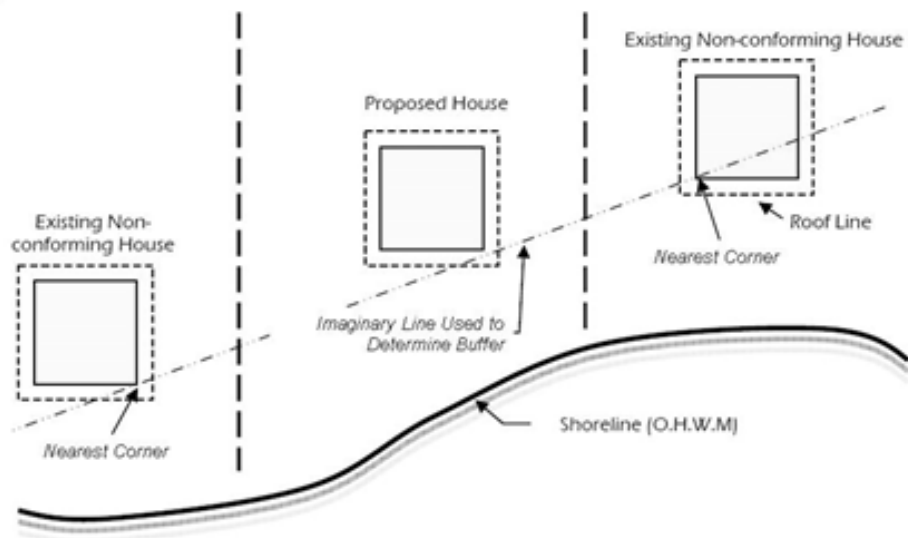 Existing Non-conforming House
Proposed House
Existing Non-
conforming House
Roof Line
Nearest Corner
Imaginary Line Used to
Determine Buffer
Shoreline (O.H.W.M)
Nearest Corner